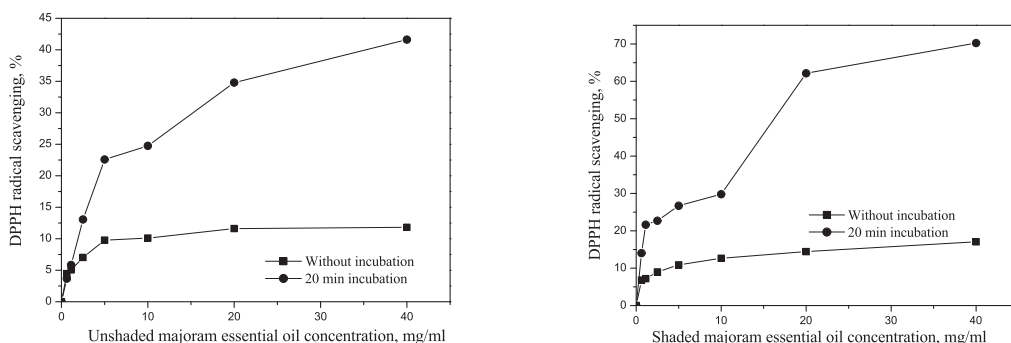 DPPH radical scavenging, %
45
40
35
30
25
20
15
10
5
0
Without incubation
20 min incubation
0 10 20 30 40
Unshaded majoram essential oil concentration, mg/ml
DPPH radical scavenging, %
70
60
50
40
30
20
10
0
Without incubation
20 min incubation
0 10 20 30 40
Shaded majoram essential oil concentration, mg/ml